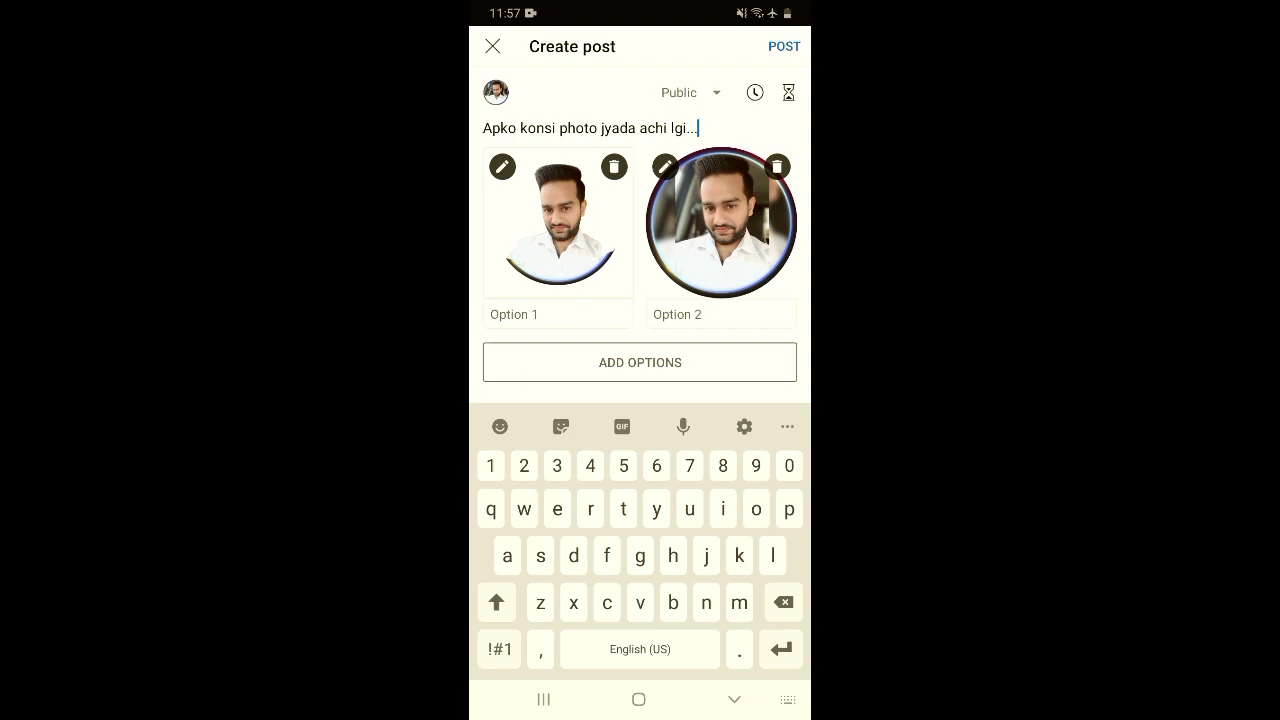 11:57
Create post
POST
Public
Apko konsi photo jyada achi lgi...
Option 1
Option 2
ADD OPTIONS
GIF
1 2 3 4 5 6 7 8 9 0
q w e r t y u i o p
a s d f g h j k l
z x c v b n m
!#1 , English (US) .